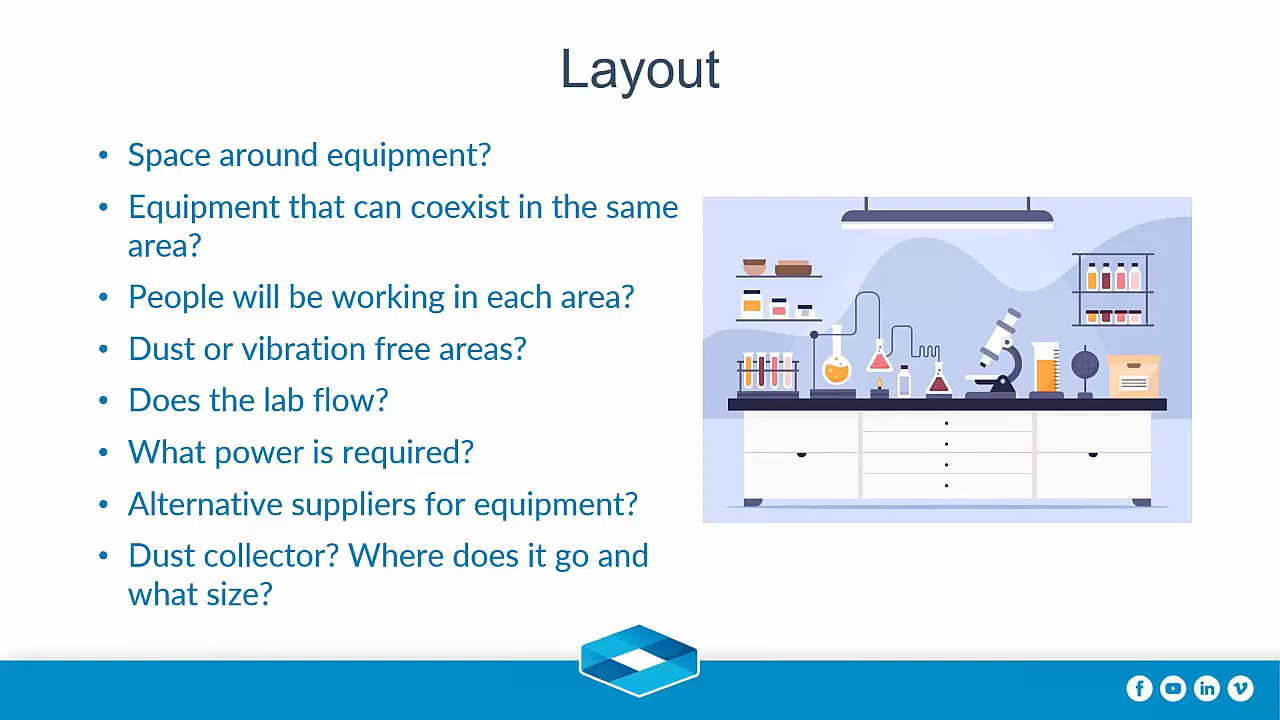 Layout
• Space around equipment?
• Equipment that can coexist in the same
area?
• People will be working in each area?
• Dust or vibration free areas?
• Does the lab flow?
• What power is required?
• Alternative suppliers for equipment?
• Dust collector? Where does it go and
what size?